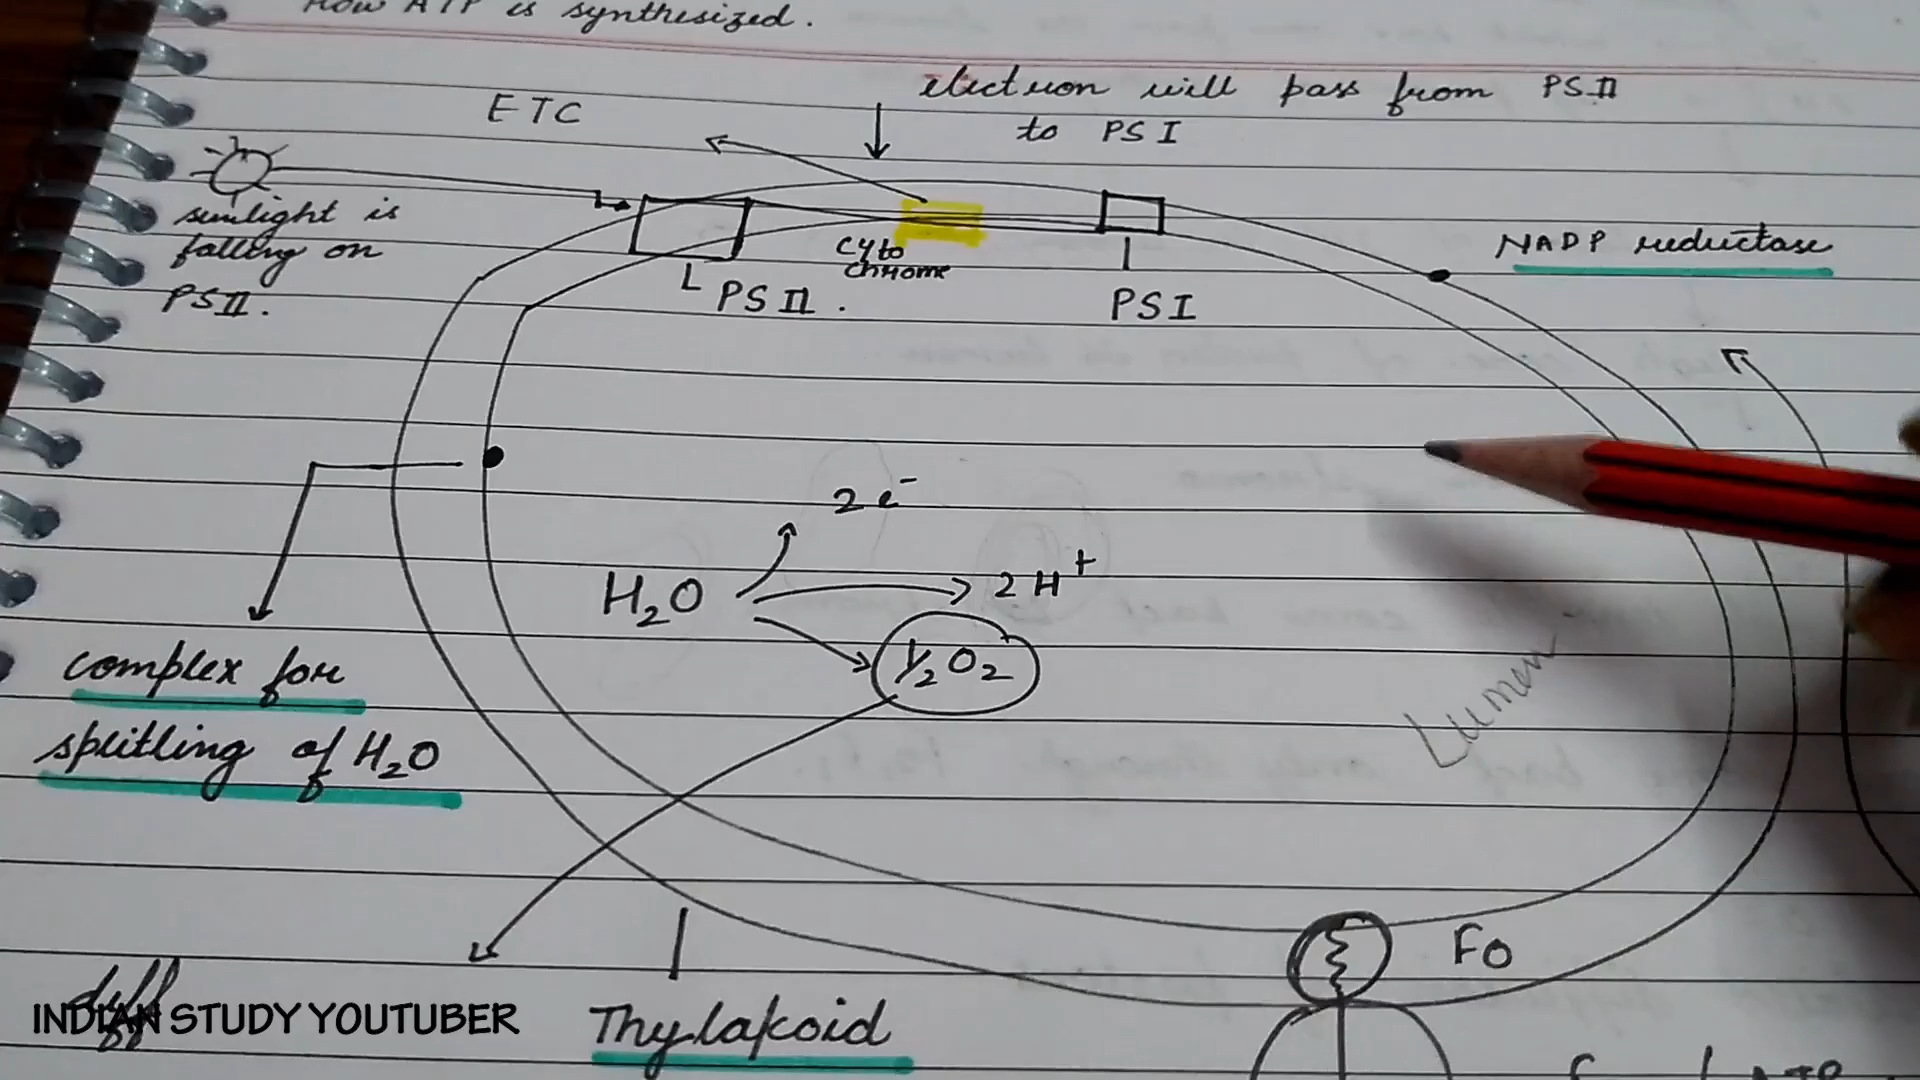 How ATP is synthesized.
electron will pass from PS II
to PS I
ETC
sunlight is
falling on
PS II.
Cyto
chrome
PS II.
PS I
NADP reductase
2e⁻
H₂O
2H⁺
½O₂
Lumen
complex for
splitling of H₂O
Fo
diff
INDIAN STUDY YOUTUBER
Thylakoid